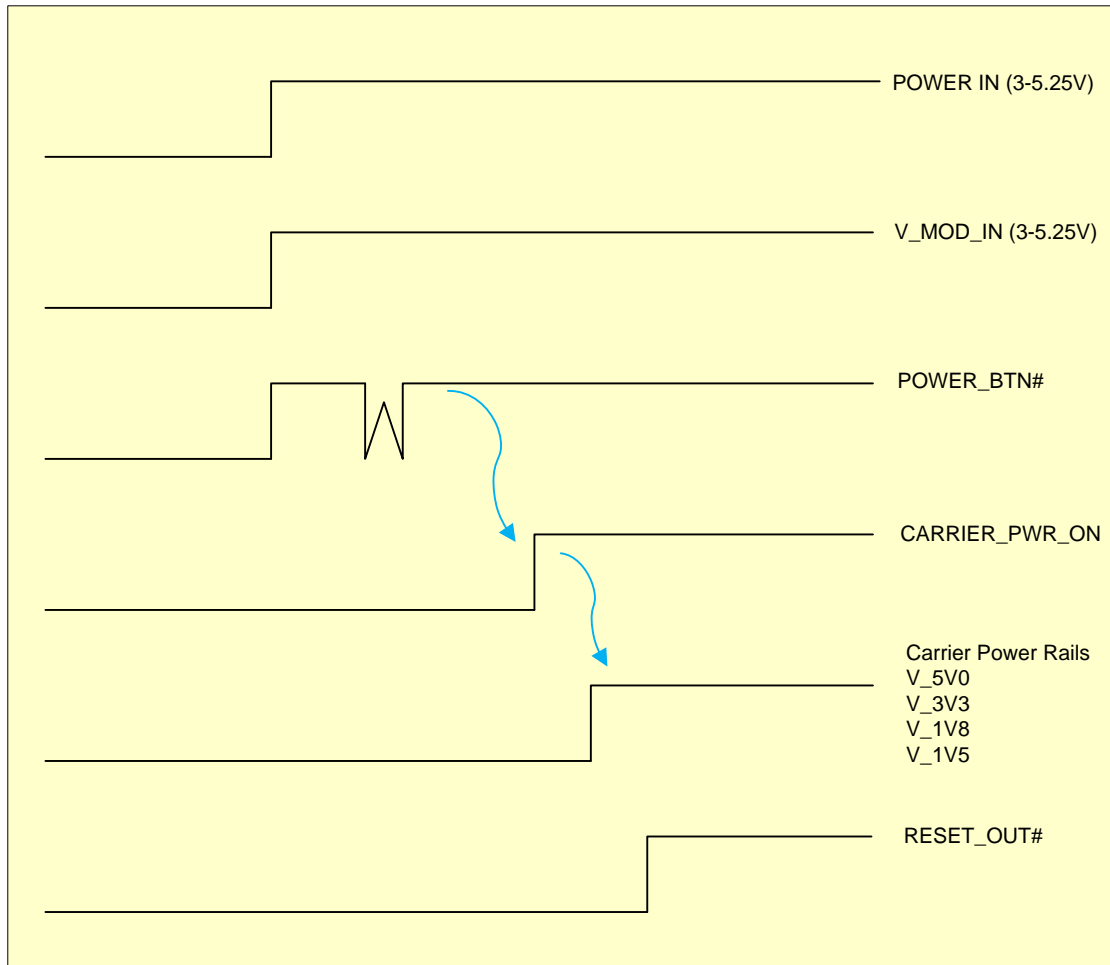 POWER IN (3-5.25V)
V_MOD_IN (3-5.25V)
POWER_BTN#
CARRIER_PWR_ON
Carrier Power Rails
V_5V0
V_3V3
V_1V8
V_1V5
RESET_OUT#